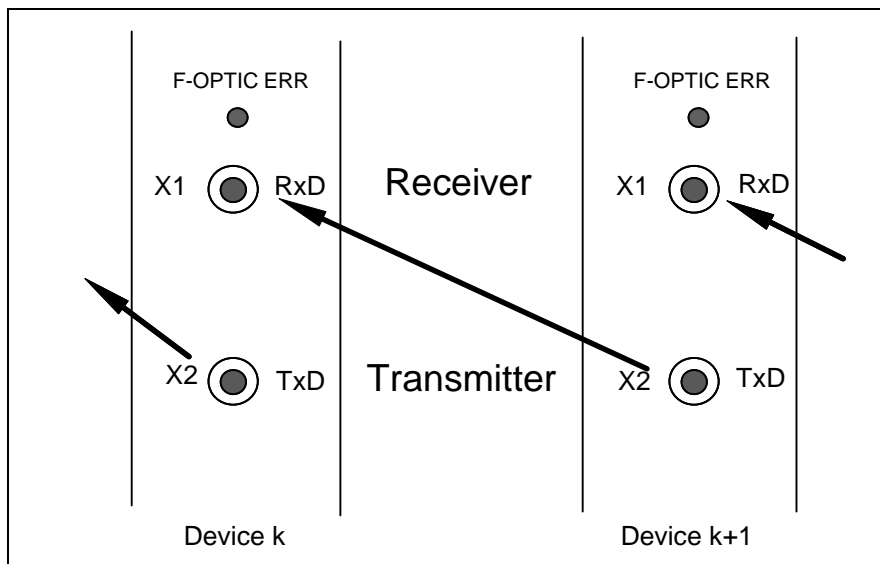 F-OPTIC ERR F-OPTIC ERR
X1 RxD Receiver X1 RxD
X2 TxD Transmitter X2 TxD
Device k Device k+1